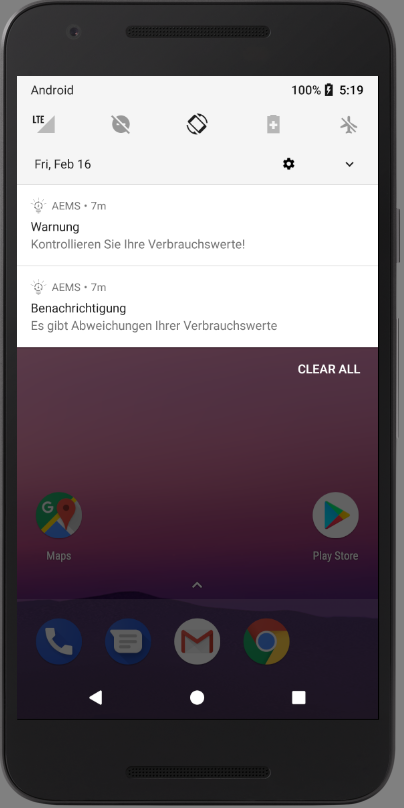 Android 100% 5:19
LTE
Fri, Feb 16
AEMS • 7m
Warnung
Kontrollieren Sie Ihre Verbrauchswerte!
AEMS • 7m
Benachrichtigung
Es gibt Abweichungen Ihrer Verbrauchswerte
CLEAR ALL
G
Maps Play Store